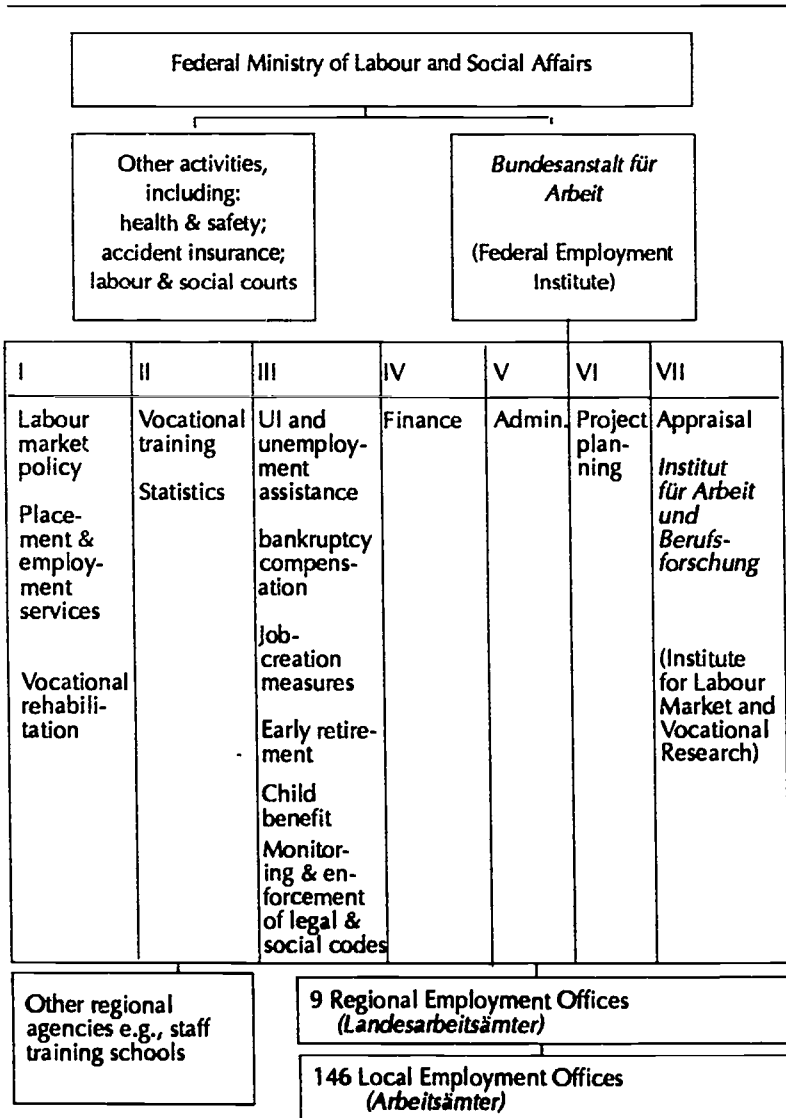 Federal Ministry of Labour and Social Affairs
Other activities,
including:
health & safety;
accident insurance;
labour & social courts
Bundesanstalt für
Arbeit
(Federal Employment
Institute)
I
Labour
market
policy
Place-
ment &
employ-
ment
services
Vocational
rehabili-
tation
II
Vocational
training
Statistics
III
UI and
unemploy-
ment
assistance
bankruptcy
compens-
ation
Job-
creation
measures
Early retire-
ment
Child
benefit
Monitor-
ing & en-
forcement
of legal &
social codes
IV
Finance
V
Admin.
VI
Project
plan-
ning
VII
Appraisal
Institut
für Arbeit
und
Berufs-
forschung
(Institute
for Labour
Market and
Vocational
Research)
Other regional
agencies e.g., staff
training schools
9 Regional Employment Offices
(Landesarbeitsämter)
146 Local Employment Offices
(Arbeitsämter)